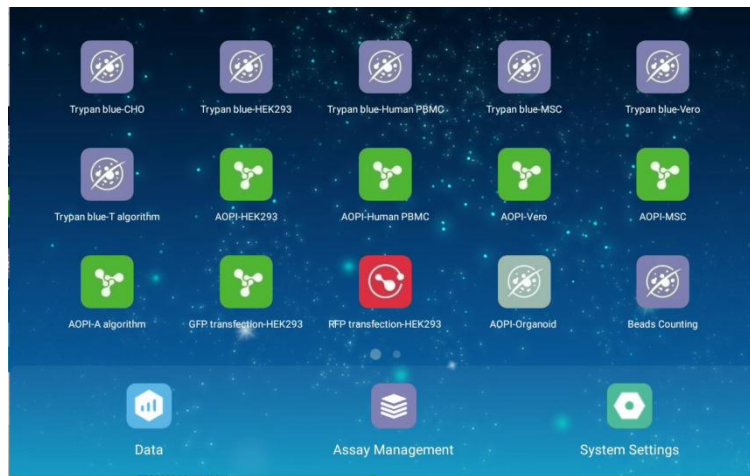 Trypan blue-CHO
Trypan blue-HEK293
Trypan blue-Human PBMC
Trypan blue-MSC
Trypan blue-Vero
Trypan blue-T algorithm
AOPI-HEK293
AOPI-Human PBMC
AOPI-Vero
AOPI-MSC
AOPI-A algorithm
GFP transfection-HEK293
RFP transfection-HEK293
AOPI-Organoid
Beads Counting
Data
Assay Management
System Settings